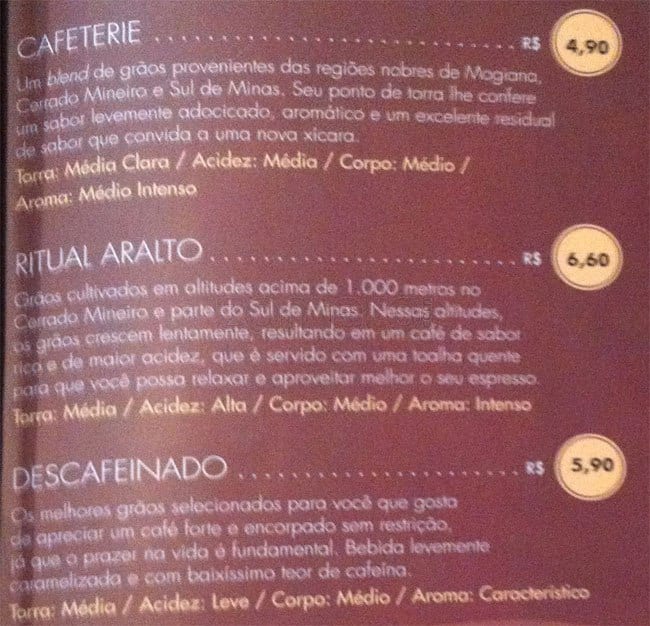 CAFETERIE ........................ R$ 4,90
Um blend de grãos provenientes das regiões nobres de Mogiana,
Cerrado Mineiro e Sul de Minas. Seu ponto de torra lhe confere
um sabor levemente adocicado, aromático e um excelente residual
de sabor que convida a uma nova xícara.
Torra: Média Clara / Acidez: Média / Corpo: Médio /
Aroma: Médio Intenso
RITUAL ARALTO ........................ R$ 6,60
Grãos cultivados em altitudes acima de 1.000 metros no
Cerrado Mineiro e parte do Sul de Minas. Nessas altitudes,
os grãos crescem lentamente, resultando em um café de sabor
rico e de maior acidez, que é servido com uma toalha quente
para que você possa relaxar e aproveitar melhor o seu espresso.
Torra: Média / Acidez: Alta / Corpo: Médio / Aroma: Intenso
DESCAFEINADO ........................ R$ 5,90
Os melhores grãos selecionados para você que gosta
de apreciar um café forte e encorpado sem restrição,
já que o prazer na vida é fundamental. Bebida levemente
caramelizada e com baixíssimo teor de cafeína.
Torra: Média / Acidez: Leve / Corpo: Médio / Aroma: Característico